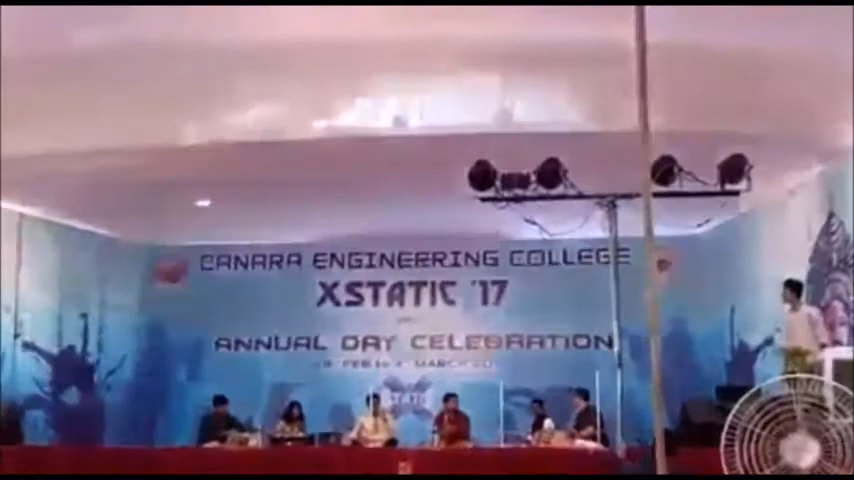 CANARA ENGINEERING COLLEGE
XSTATIC '17
ANNUAL DAY CELEBRATION